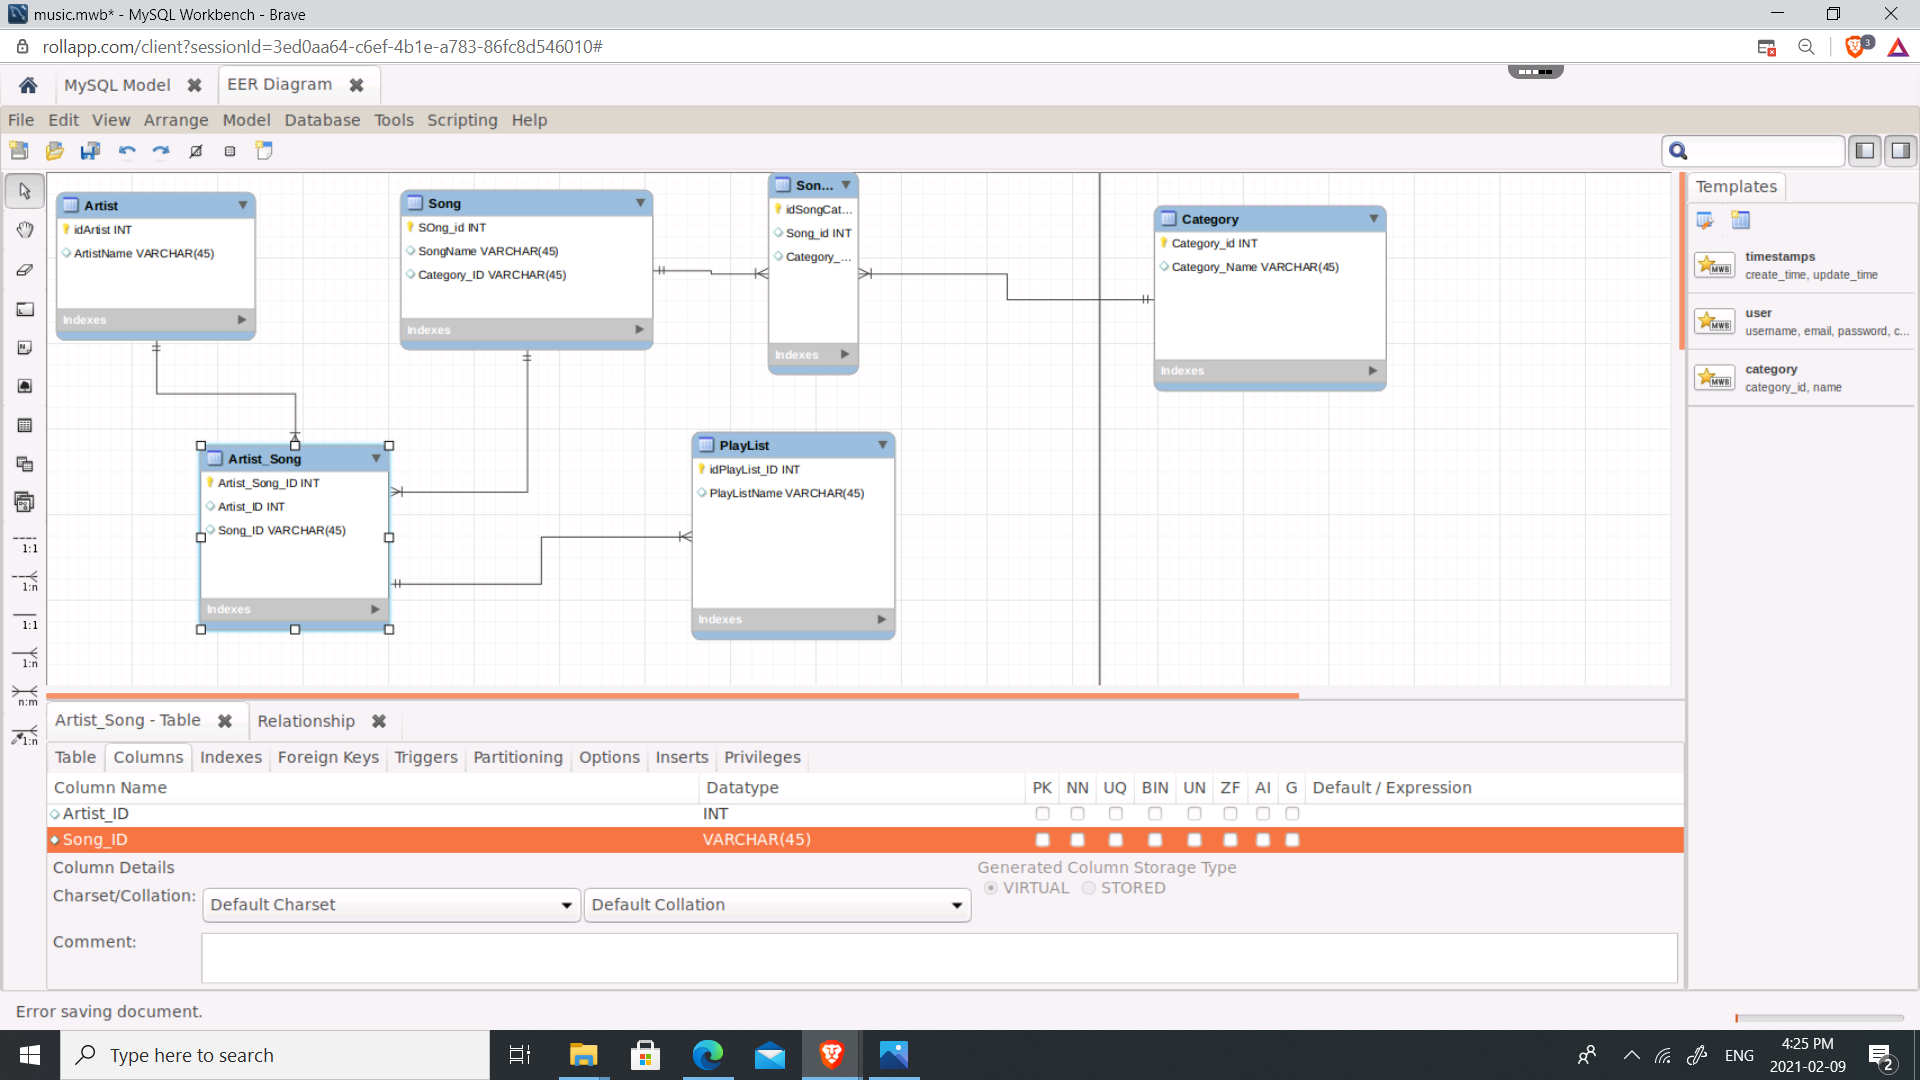 music.mwb* - MySQL Workbench - Brave
rollapp.com/client?sessionId=3ed0aa64-c6ef-4b1e-a783-86fc8d546010#
3
MySQL Model
EER Diagram
File Edit View Arrange Model Database Tools Scripting Help
Artist
idArtist INT
ArtistName VARCHAR(45)
Indexes
Song
SOng_id INT
SongName VARCHAR(45)
Category_ID VARCHAR(45)
Indexes
Son...
idSongCat...
Song_id INT
Category_...
Indexes
Category
Category_id INT
Category_Name VARCHAR(45)
Indexes
Artist_Song
Artist_Song_ID INT
Artist_ID INT
Song_ID VARCHAR(45)
Indexes
PlayList
idPlayList_ID INT
PlayListName VARCHAR(45)
Indexes
1:1
1:n
1:1
1:n
n:m
1:n
Templates
timestamps
create_time, update_time
user
username, email, password, c...
category
category_id, name
MWB
MWB
MWB
Artist_Song - Table
Relationship
Table Columns Indexes Foreign Keys Triggers Partitioning Options Inserts Privileges
Column Name Datatype PK NN UQ BIN UN ZF AI G Default / Expression
Artist_ID INT
Song_ID VARCHAR(45)
Column Details
Generated Column Storage Type
Charset/Collation: Default Charset Default Collation
VIRTUAL STORED
Comment:
Error saving document.
Type here to search
ENG
4:25 PM
2021-02-09
2